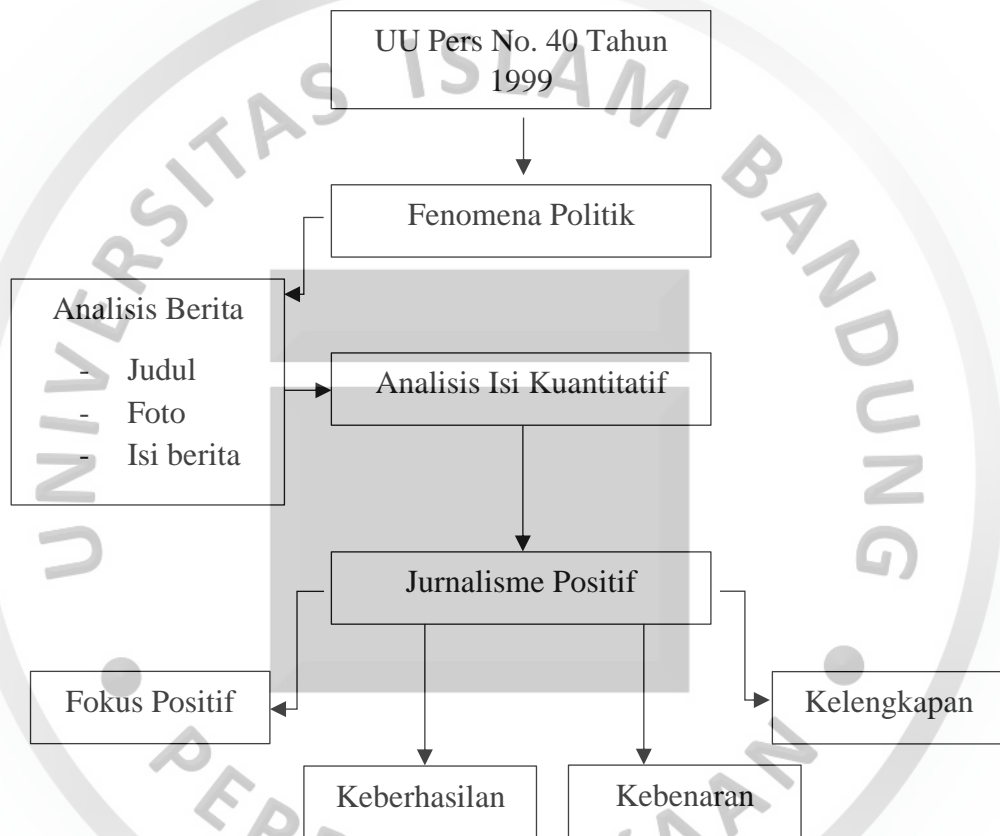 UU Pers No. 40 Tahun
1999
Fenomena Politik
Analisis Berita
- Judul
- Foto
- Isi berita
Analisis Isi Kuantitatif
Jurnalisme Positif
Fokus Positif
Kelengkapan
Keberhasilan
Kebenaran
UNIVERSITAS ISLAM BANDUNG